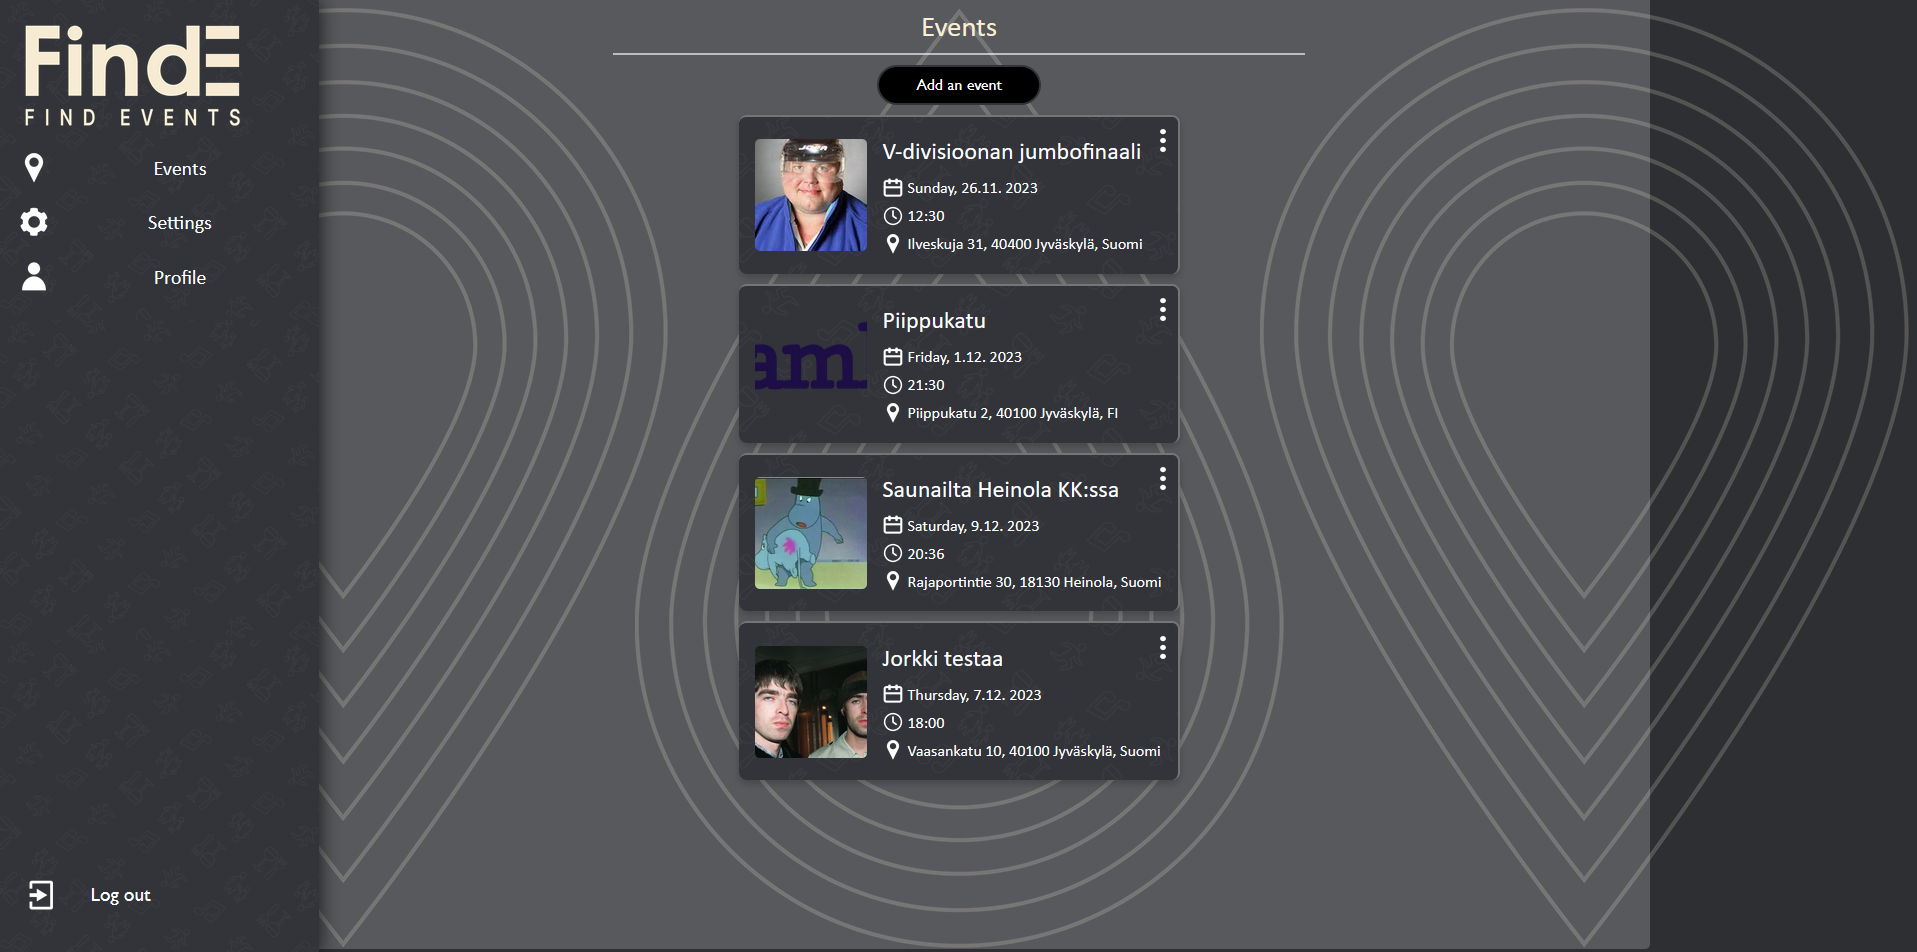 FindE
FIND EVENTS
Events
Settings
Profile
Log out
Events
Add an event
V-divisioonan jumbofinaali
Sunday, 26.11. 2023
12:30
Ilveskuja 31, 40400 Jyväskylä, Suomi
Piippukatu
Friday, 1.12. 2023
21:30
Piippukatu 2, 40100 Jyväskylä, FI
Saunailta Heinola KK:ssa
Saturday, 9.12. 2023
20:36
Rajaportintie 30, 18130 Heinola, Suomi
Jorkki testaa
Thursday, 7.12. 2023
18:00
Vaasankatu 10, 40100 Jyväskylä, Suomi